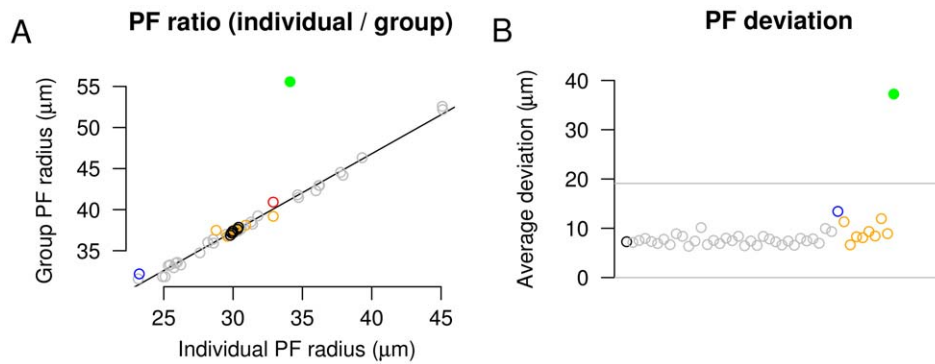 A
PF ratio (individual / group)
Group PF radius (μm)
55
50
45
40
35
25
30
35
40
45
Individual PF radius (μm)
B
PF deviation
Average deviation (μm)
40
30
20
10
0